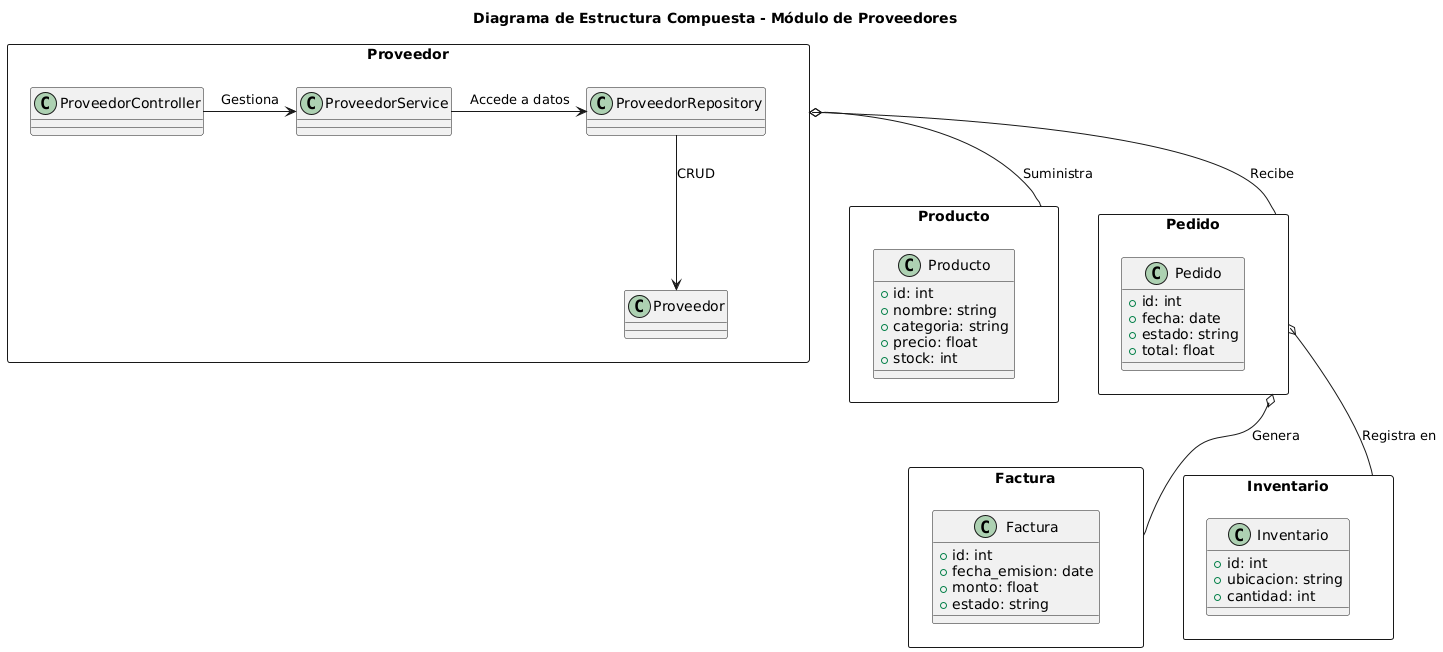 Diagrama de Estructura Compuesta - Módulo de Proveedores
Proveedor
C ProveedorController
Gestiona
C ProveedorService
Accede a datos
C ProveedorRepository
CRUD
C Proveedor
Suministra
Recibe
Producto
C Producto
id: int
nombre: string
categoria: string
precio: float
stock: int
Pedido
C Pedido
id: int
fecha: date
estado: string
total: float
Genera
Registra en
Factura
C Factura
id: int
fecha_emision: date
monto: float
estado: string
Inventario
C Inventario
id: int
ubicacion: string
cantidad: int